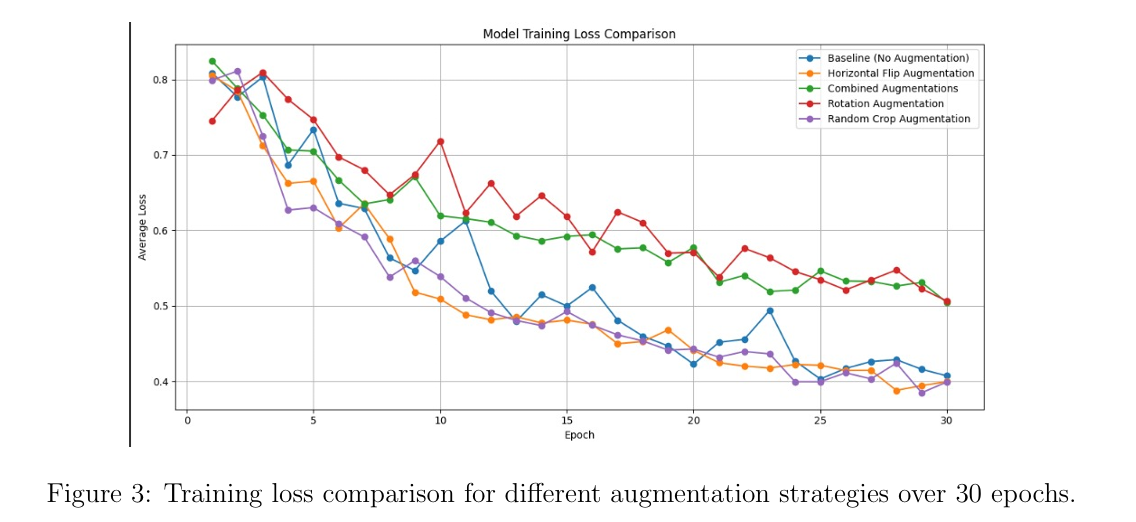 Model Training Loss Comparison
Baseline (No Augmentation)
Horizontal Flip Augmentation
Combined Augmentations
Rotation Augmentation
Random Crop Augmentation
Average Loss
0.8
0.7
0.6
0.5
0.4
0 5 10 15 20 25 30
Epoch
Figure 3: Training loss comparison for different augmentation strategies over 30 epochs.